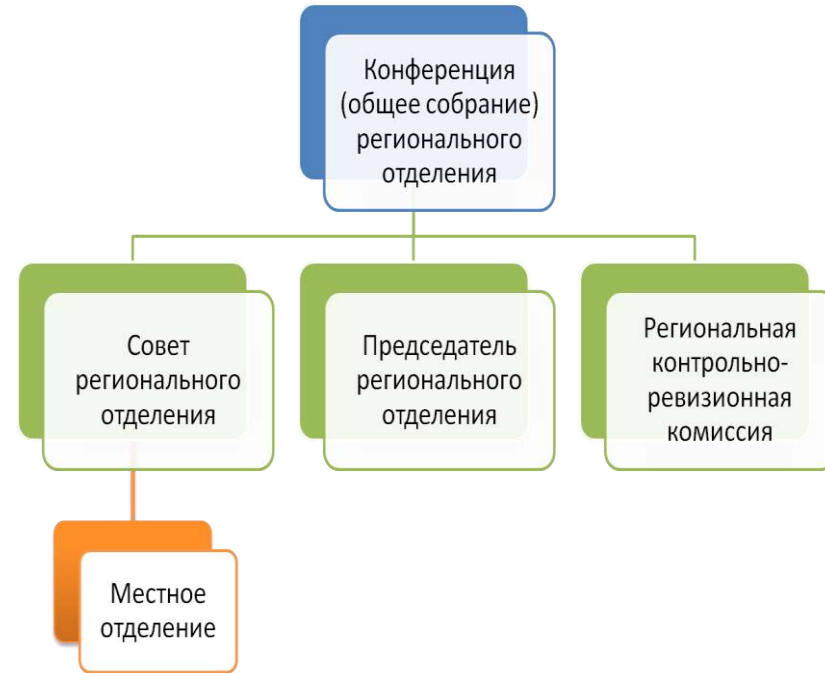 Конференция
(общее собрание)
регионального
отделения
Совет
регионального
отделения
Председатель
регионального
отделения
Региональная
контрольно-
ревизионная
комиссия
Местное
отделение